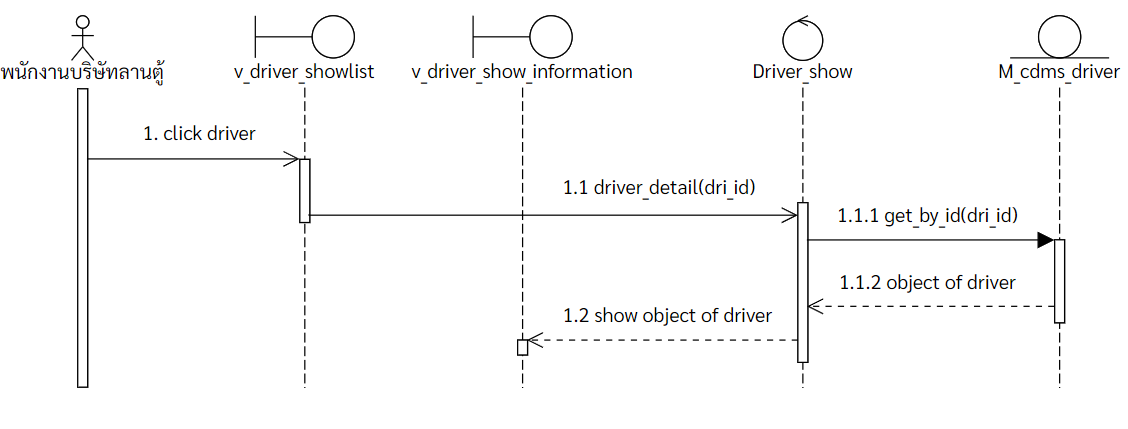 พนักงานบริษัทลานตู้
v_driver_showlist
v_driver_show_information
Driver_show
M_cdms_driver
1. click driver
1.1 driver_detail(dri_id)
1.1.1 get_by_id(dri_id)
1.1.2 object of driver
1.2 show object of driver